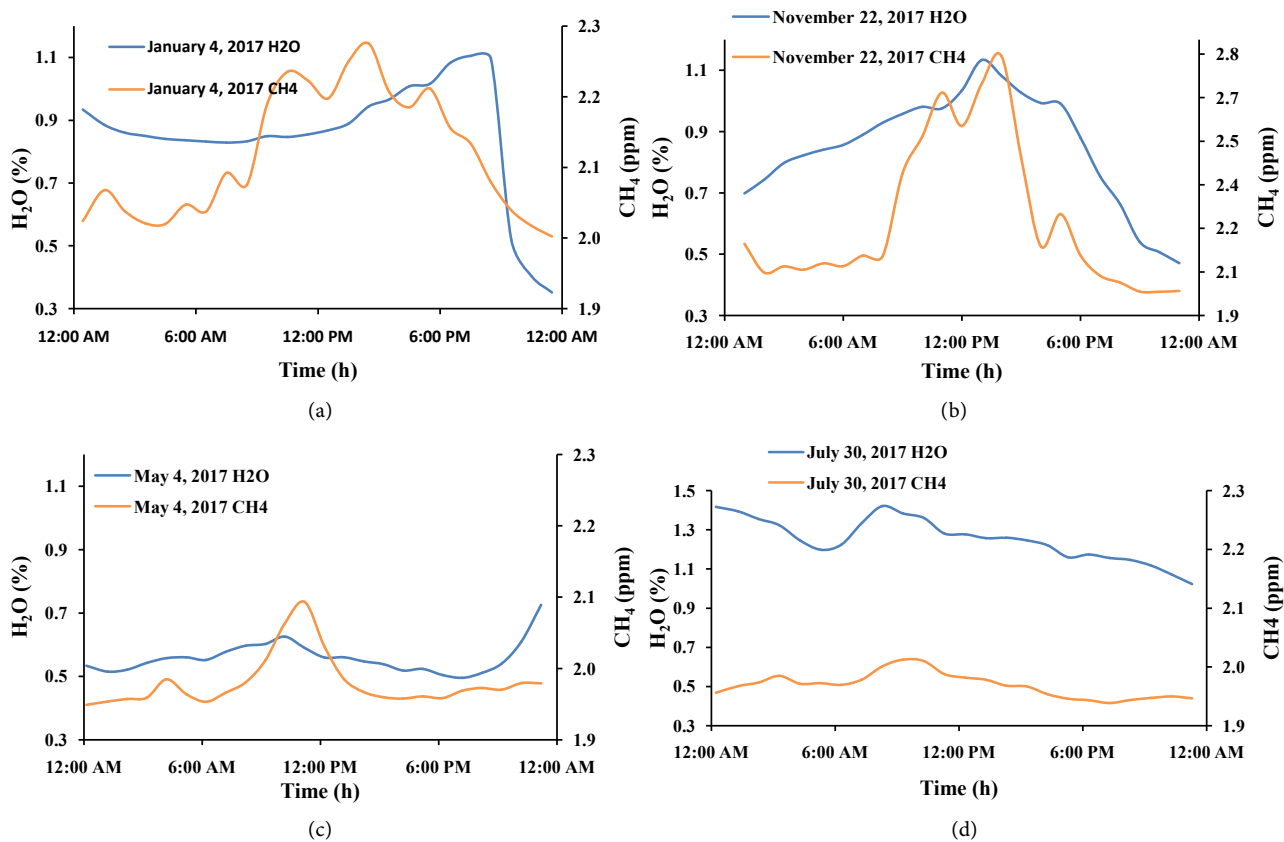 January 4, 2017 H2O
January 4, 2017 CH4
H2O (%)
1.1
0.9
0.7
0.5
0.3
CH4 (ppm)
2.3
2.2
2.1
2.0
1.9
12:00 AM 6:00 AM 12:00 PM 6:00 PM 12:00 AM
Time (h)
(a)
November 22, 2017 H2O
November 22, 2017 CH4
H2O (%)
1.1
0.9
0.7
0.5
0.3
CH4 (ppm)
2.8
2.7
2.5
2.4
2.2
2.1
1.9
12:00 AM 6:00 AM 12:00 PM 6:00 PM 12:00 AM
Time (h)
(b)
May 4, 2017 H2O
May 4, 2017 CH4
H2O (%)
1.1
0.9
0.7
0.5
0.3
CH4 (ppm)
2.3
2.2
2.1
2.0
1.9
12:00 AM 6:00 AM 12:00 PM 6:00 PM 12:00 AM
Time (h)
(c)
July 30, 2017 H2O
July 30, 2017 CH4
H2O (%)
1.5
1.3
1.1
0.9
0.7
0.5
0.3
CH4 (ppm)
2.3
2.2
2.1
2.0
1.9
12:00 AM 6:00 AM 12:00 PM 6:00 PM 12:00 AM
Time (h)
(d)